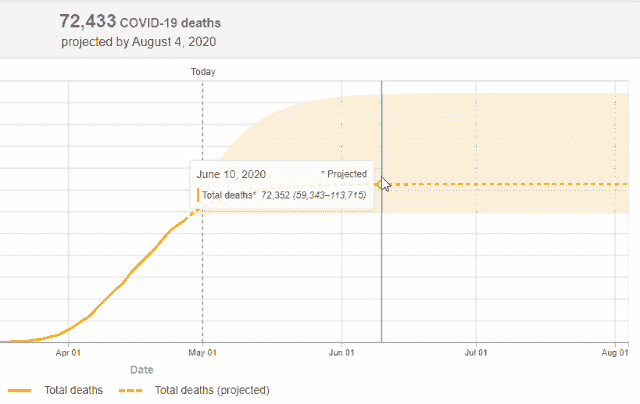 72,433 COVID-19 deaths
projected by August 4, 2020
Today
June 10, 2020 * Projected
Total deaths* 72,352 (59,343–113,715)
Apr 01 May 01 Jun 01 Jul 01 Aug 01
Date
Total deaths Total deaths (projected)